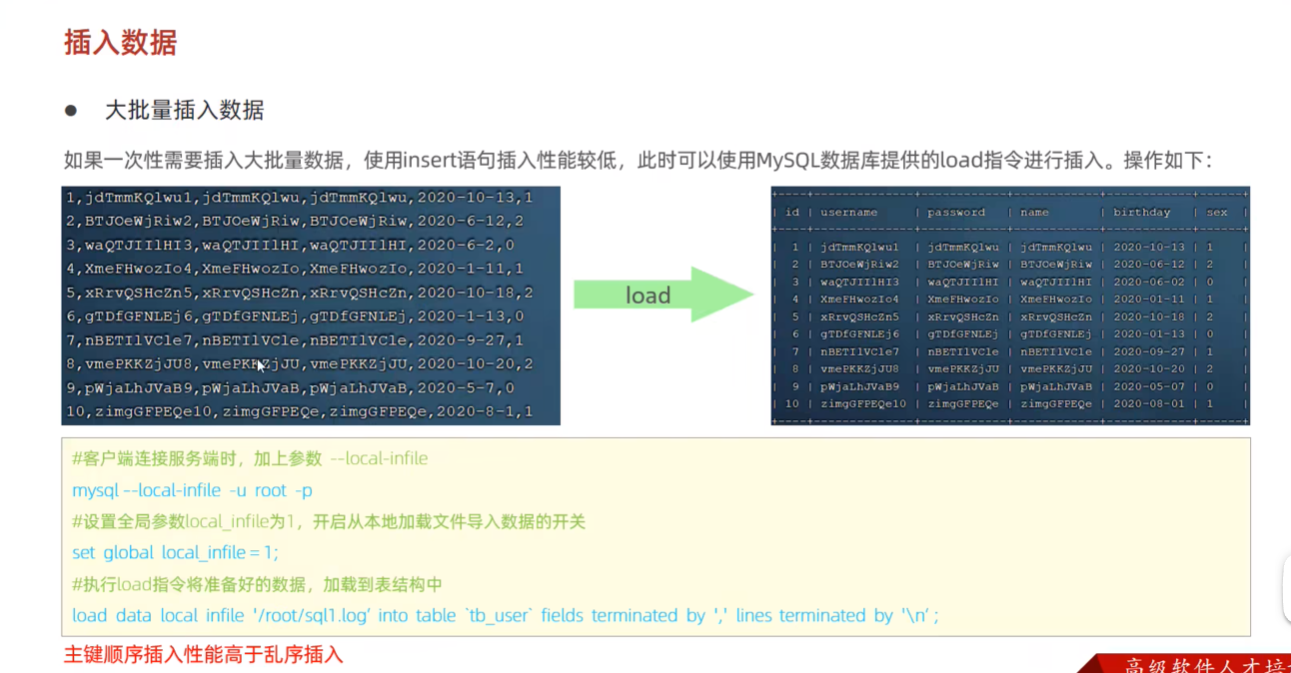 插入数据
● 大批量插入数据
如果一次性需要插入大批量数据，使用insert语句插入性能较低，此时可以使用MySQL数据库提供的load指令进行插入。操作如下：
1,jdTmmKQlwu1,jdTmmKQlwu,jdTmmKQlwu,2020-10-13,1
2,BTJOeWjRiw2,BTJOeWjRiw,BTJOeWjRiw,2020-6-12,2
3,waQTJIIlHI3,waQTJIIlHI,waQTJIIlHI,2020-6-2,0
4,XmeFHwozIo4,XmeFHwozIo,XmeFHwozIo,2020-1-11,1
5,xRrvQSHcZn5,xRrvQSHcZn,xRrvQSHcZn,2020-10-18,2
6,gTDfGFNLEj6,gTDfGFNLEj,gTDfGFNLEj,2020-1-13,0
7,nBETIlVCle7,nBETIlVCle,nBETIlVCle,2020-9-27,1
8,vmePKKZjJU8,vmePKKZjJU,vmePKKZjJU,2020-10-20,2
9,pWjaLhJVaB9,pWjaLhJVaB,pWjaLhJVaB,2020-5-7,0
10,zimgGFPEQe10,zimgGFPEQe,zimgGFPEQe,2020-8-1,1
load
| id | username | password | name | birthday | sex |
| 1 | jdTmmKQlwu1 | jdTmmKQlwu | jdTmmKQlwu | 2020-10-13 | 1 |
| 2 | BTJOeWjRiw2 | BTJOeWjRiw | BTJOeWjRiw | 2020-06-12 | 2 |
| 3 | waQTJIIlHI3 | waQTJIIlHI | waQTJIIlHI | 2020-06-02 | 0 |
| 4 | XmeFHwozIo4 | XmeFHwozIo | XmeFHwozIo | 2020-01-11 | 1 |
| 5 | xRrvQSHcZn5 | xRrvQSHcZn | xRrvQSHcZn | 2020-10-18 | 2 |
| 6 | gTDfGFNLEj6 | gTDfGFNLEj | gTDfGFNLEj | 2020-01-13 | 0 |
| 7 | nBETIlVCle7 | nBETIlVCle | nBETIlVCle | 2020-09-27 | 1 |
| 8 | vmePKKZjJU8 | vmePKKZjJU | vmePKKZjJU | 2020-10-20 | 2 |
| 9 | pWjaLhJVaB9 | pWjaLhJVaB | pWjaLhJVaB | 2020-05-07 | 0 |
| 10 | zimgGFPEQe10 | zimgGFPEQe | zimgGFPEQe | 2020-08-01 | 1 |
#客户端连接服务端时，加上参数 --local-infile
mysql --local-infile -u root -p
#设置全局参数local_infile为1，开启从本地加载文件导入数据的开关
set global local_infile = 1;
#执行load指令将准备好的数据，加载到表结构中
load data local infile '/root/sql1.log’ into table `tb_user` fields terminated by ',' lines terminated by '\n’ ;
主键顺序插入性能高于乱序插入
高级软件人才培